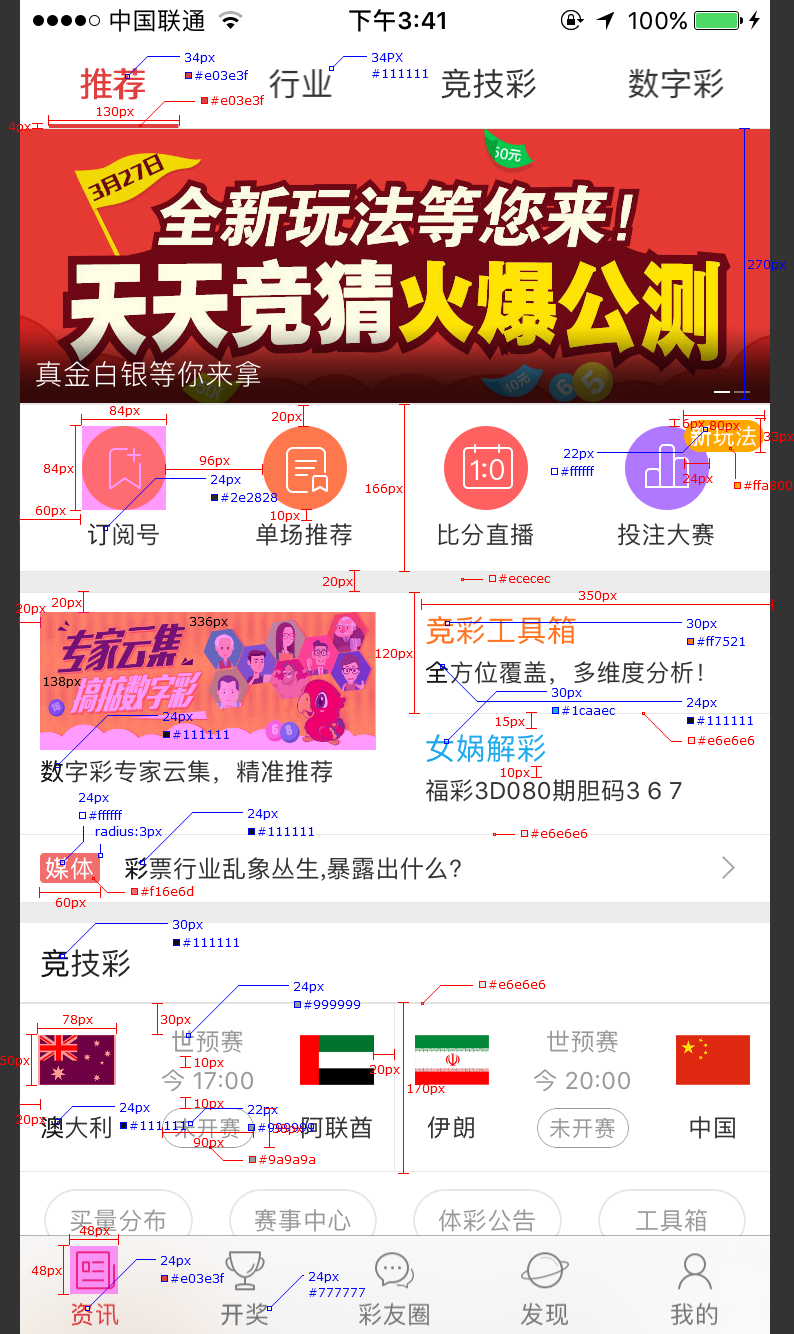 中国联通 下午3:41 100%
34px 34PX
#e03e3f #111111
推荐 行业 竞技彩 数字彩
#e03e3f
130px
4px
3月27日
50元
全新玩法等您来！
天天竞猜火爆公测
270px
真金白银等你来拿
10元 6 5
84px 20px 6px 80px
新玩法 33px
84px 96px 22px
24px 166px #ffffff 24px
#2e2828 1:0 #ffa800
60px 10px
订阅号 单场推荐 比分直播 投注大赛
20px #ececec
20px 20px 350px
336px 竞彩工具箱 30px
专家云集 120px #ff7521
138px 全方位覆盖，多维度分析！
搞掂数字彩 30px 24px
24px #1caaec #111111
#111111 15px #e6e6e6
女娲解彩
数字彩专家云集，精准推荐 10px
福彩3D080期胆码3 6 7
24px
#ffffff 24px
radius:3px #111111 #e6e6e6
媒体 彩票行业乱象丛生,暴露出什么?
#f16e6d
60px
30px
#111111
竞技彩
24px #e6e6e6
#999999
78px 30px
世预赛 世预赛
50px 10px 20px
今 17:00 170px 今 20:00
20px 24px 10px 22px
#111111 #999999
澳大利 未开赛 阿联酋 伊朗 未开赛 中国
90px
#9a9a9a
买量分布 赛事中心 体彩公告 工具箱
48px
48px 24px 24px
#e03e3f #777777
资讯 开奖 彩友圈 发现 我的